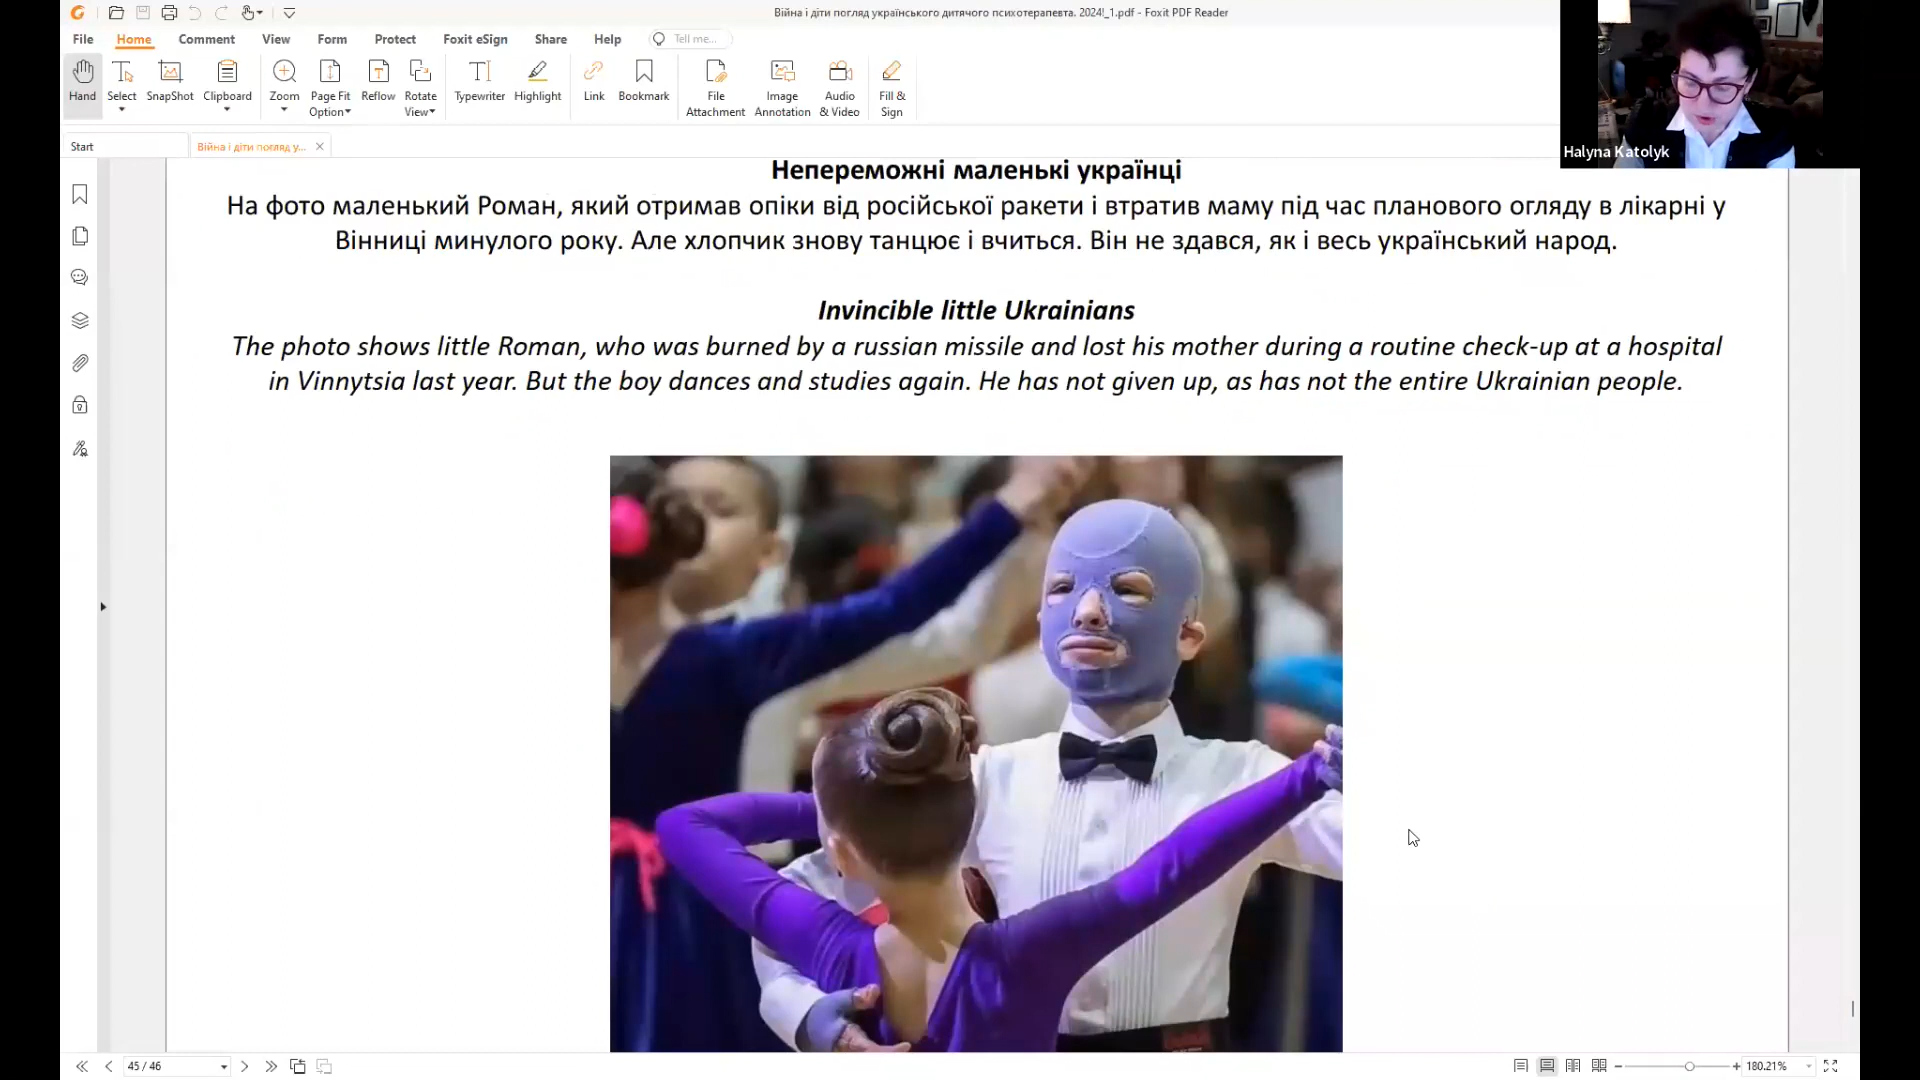 Війна і діти погляд українського дитячого психотерапевта. 2024!_1.pdf - Foxit PDF Reader
File Home Comment View Form Protect Foxit eSign Share Help Tell me...
Hand Select SnapShot Clipboard Zoom Page Fit Option Reflow Rotate View Typewriter Highlight Link Bookmark File Attachment Image Annotation Audio & Video Fill & Sign
Halyna Katolyk
Start Війна і діти погляд у...
Непереможні маленькі українці
На фото маленький Роман, який отримав опіки від російської ракети і втратив маму під час планового огляду в лікарні у
Вінниці минулого року. Але хлопчик знову танцює і вчиться. Він не здався, як і весь український народ.
Invincible little Ukrainians
The photo shows little Roman, who was burned by a russian missile and lost his mother during a routine check-up at a hospital
in Vinnytsia last year. But the boy dances and studies again. He has not given up, as has not the entire Ukrainian people.
45 / 46 180.21%